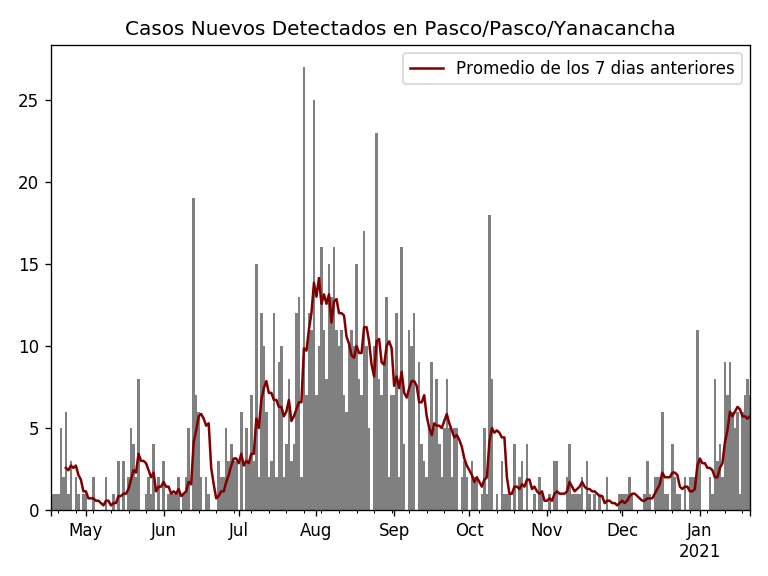 Casos Nuevos Detectados en Pasco/Pasco/Yanacancha
Promedio de los 7 dias anteriores
25
20
15
10
5
0
May Jun Jul Aug Sep Oct Nov Dec Jan
2021